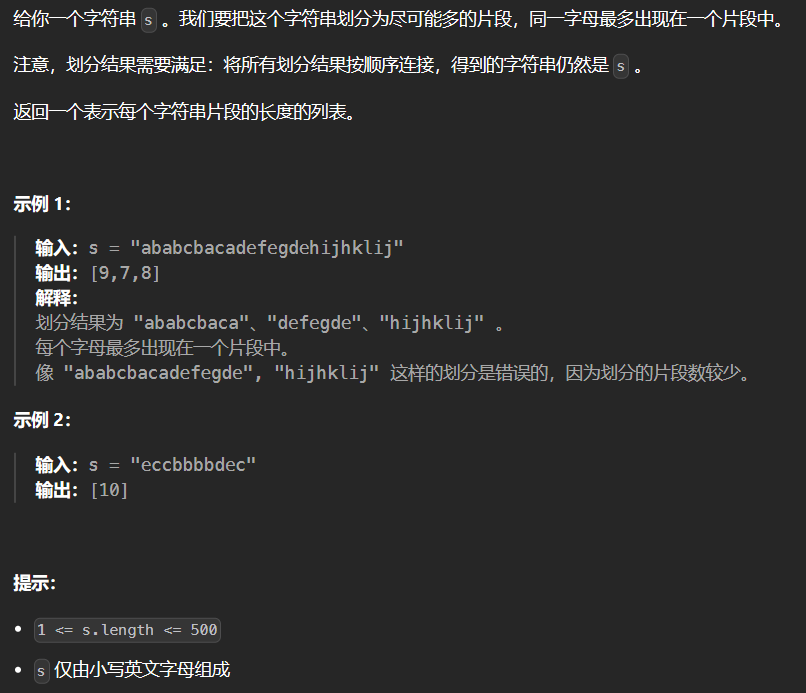 给你一个字符串 s 。我们要把这个字符串划分为尽可能多的片段，同一字母最多出现在一个片段中。
注意，划分结果需要满足：将所有划分结果按顺序连接，得到的字符串仍然是 s 。
返回一个表示每个字符串片段的长度的列表。
示例 1：
输入：s = "ababcbacadefegdehijhklij"
输出：[9,7,8]
解释：
划分结果为 "ababcbaca"、"defegde"、"hijhklij" 。
每个字母最多出现在一个片段中。
像 "ababcbacadefegde", "hijhklij" 这样的划分是错误的，因为划分的片段数较少。
示例 2：
输入：s = "eccbbbbdec"
输出：[10]
提示：
• 1 <= s.length <= 500
• s 仅由小写英文字母组成